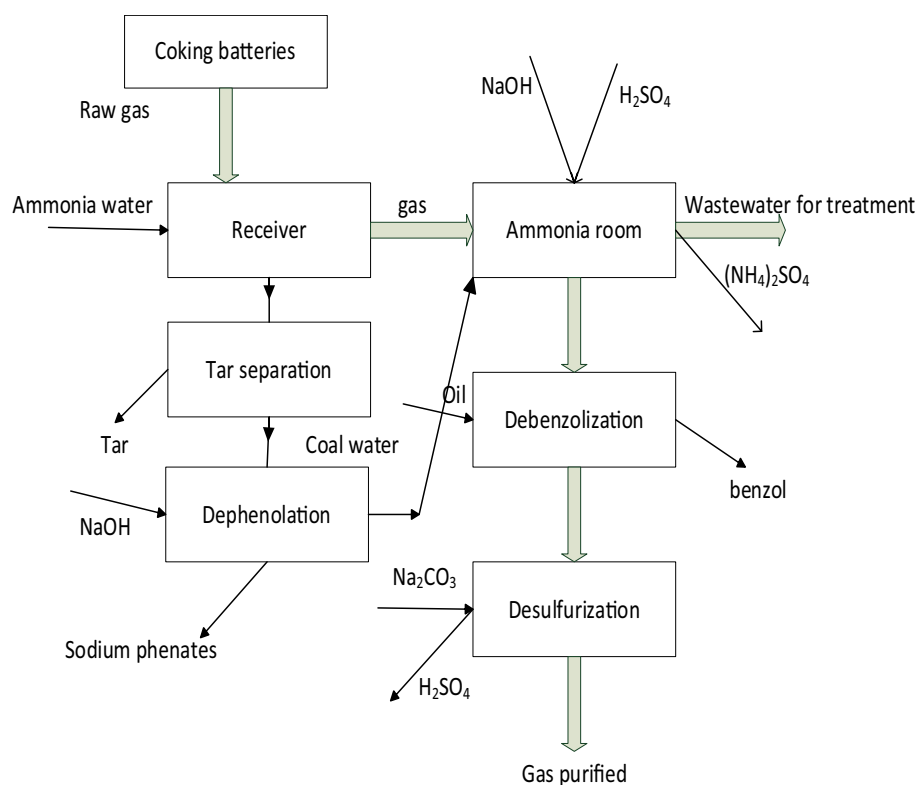 Coking batteries
Raw gas
NaOH
H₂SO₄
Ammonia water
Receiver
gas
Ammonia room
Wastewater for treatment
(NH₄)₂SO₄
Tar separation
Tar
Oil
Debenzolization
Coal water
benzol
NaOH
Dephenolation
Na₂CO₃
Desulfurization
Sodium phenates
H₂SO₄
Gas purified